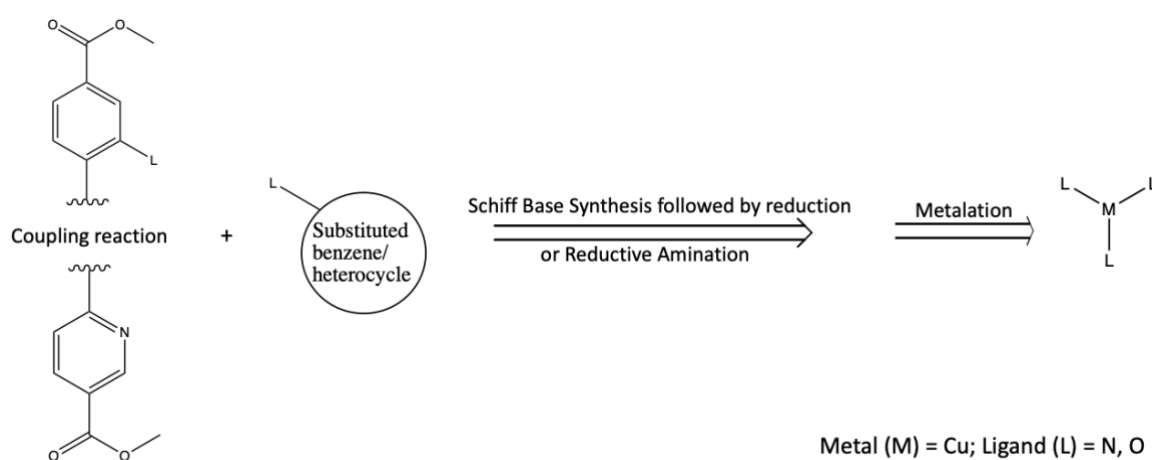 O
O
L
Coupling reaction
+
L
Substituted
benzene/
heterocycle
Schiff Base Synthesis followed by reduction
or Reductive Amination
Metalation
L
L
M
L
N
O
O
Metal (M) = Cu; Ligand (L) = N, O